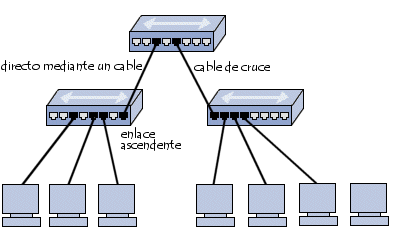 directo mediante un cable
cable de cruce
enlace
ascendente